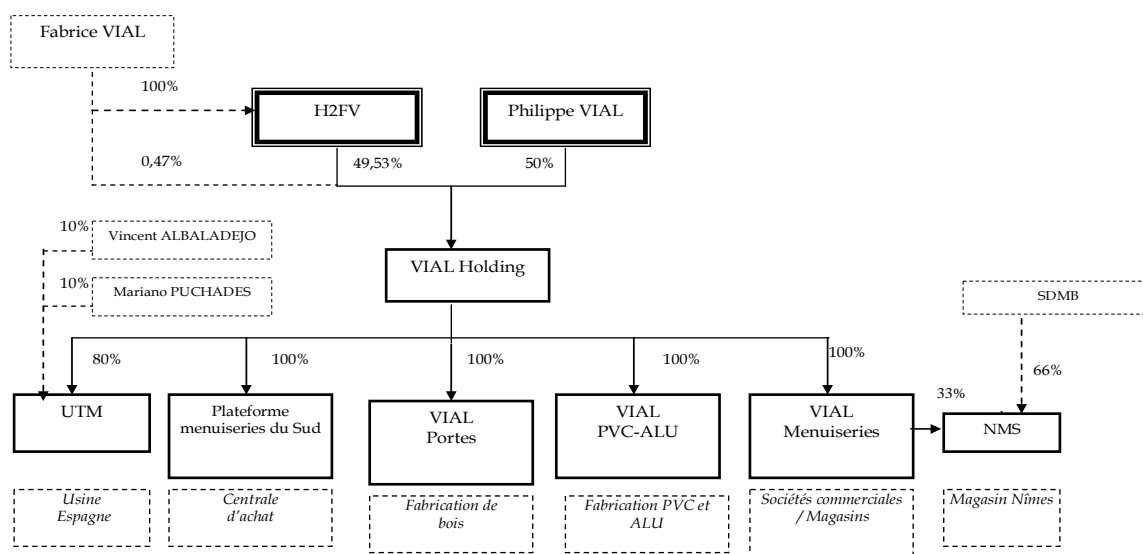 Fabrice VIAL
100%
H2FV
Philippe VIAL
0,47%
49,53%
50%
10%
Vincent ALBALADEJO
VIAL Holding
10%
Mariano PUCHADES
SDMB
80%
100%
100%
100%
100%
66%
33%
UTM
Plateforme
menuiseries du Sud
VIAL
Portes
VIAL
PVC-ALU
VIAL
Menuiseries
NMS
Usine
Espagne
Centrale
d'achat
Fabrication de
bois
Fabrication PVC et
ALU
Sociétés commerciales
/ Magasins
Magasin Nîmes